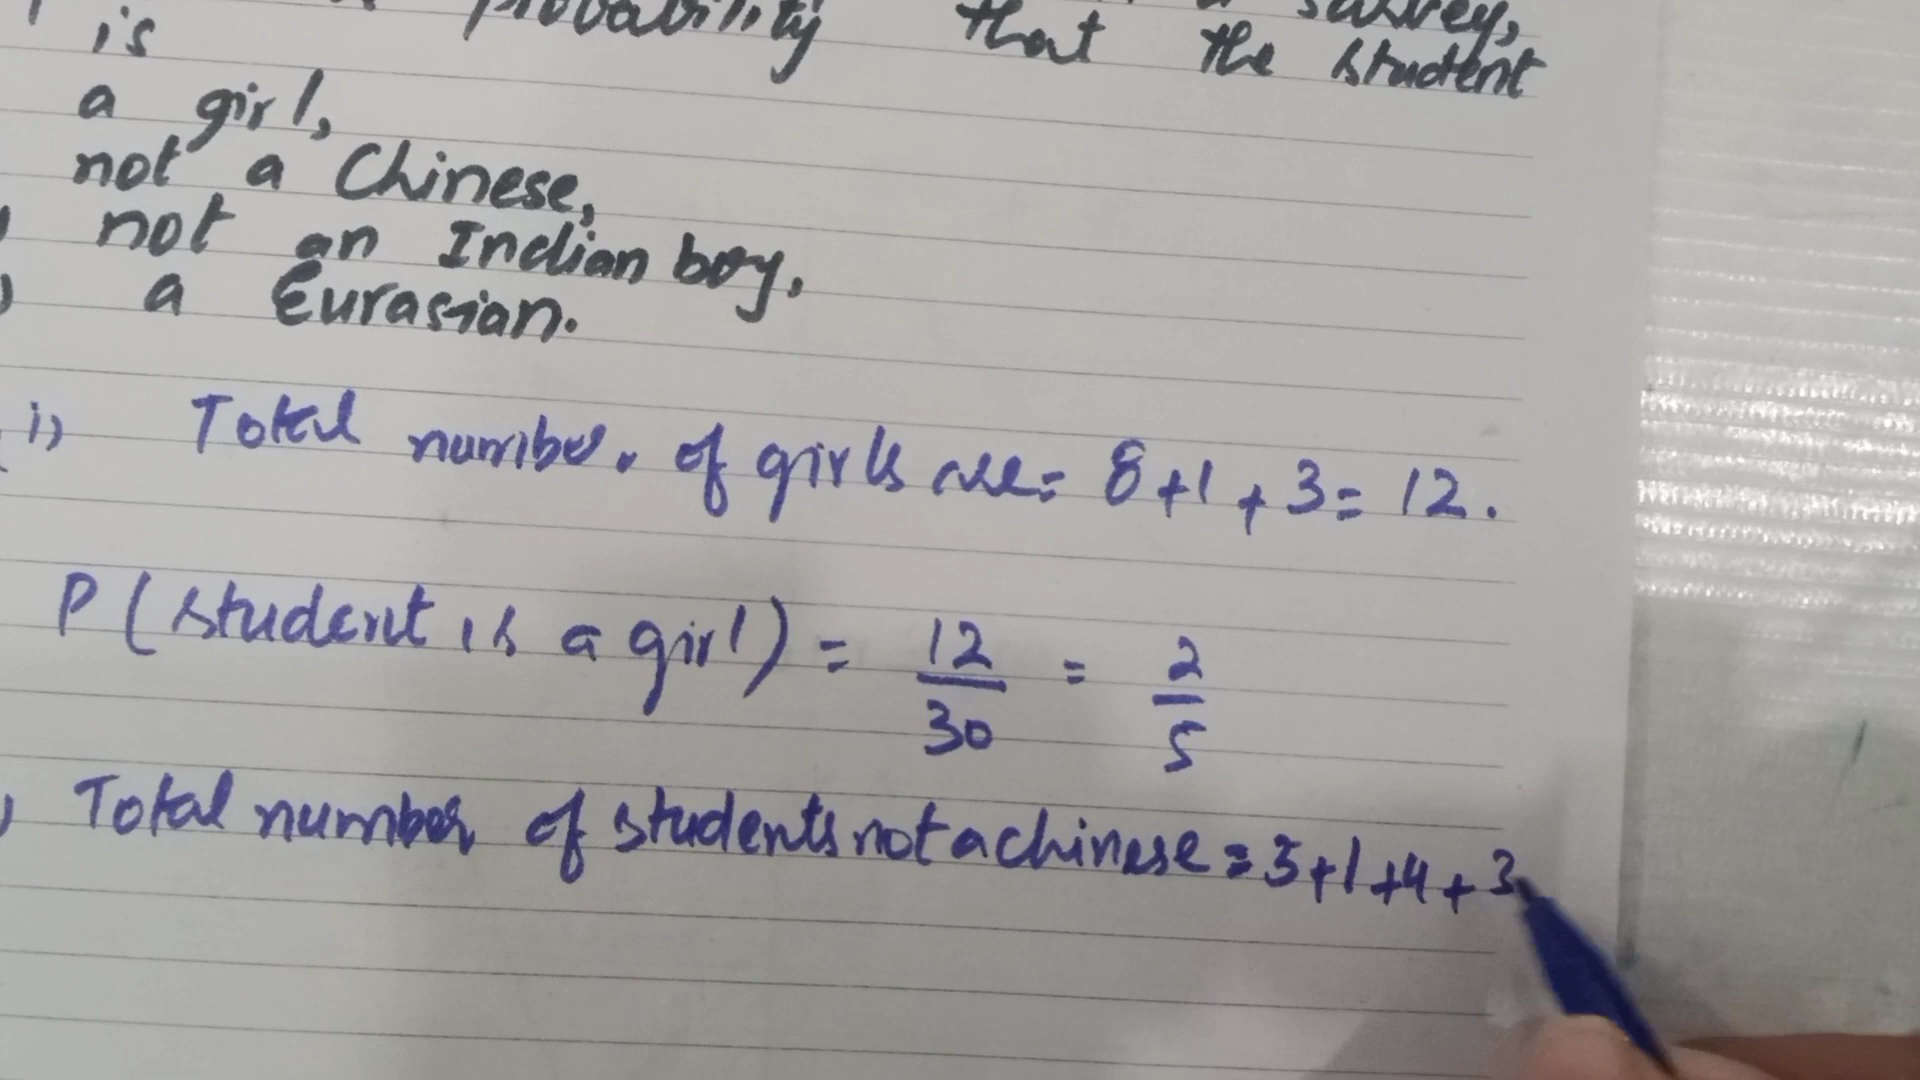 probability that the student
is
a girl,
not a Chinese,
not an Indian boy,
a Eurasian.
i) Total number of girls are = 8+1+3=12.
P(student is a girl) = 12/30 = 2/5
Total number of students not a chinese = 5+1+4+3